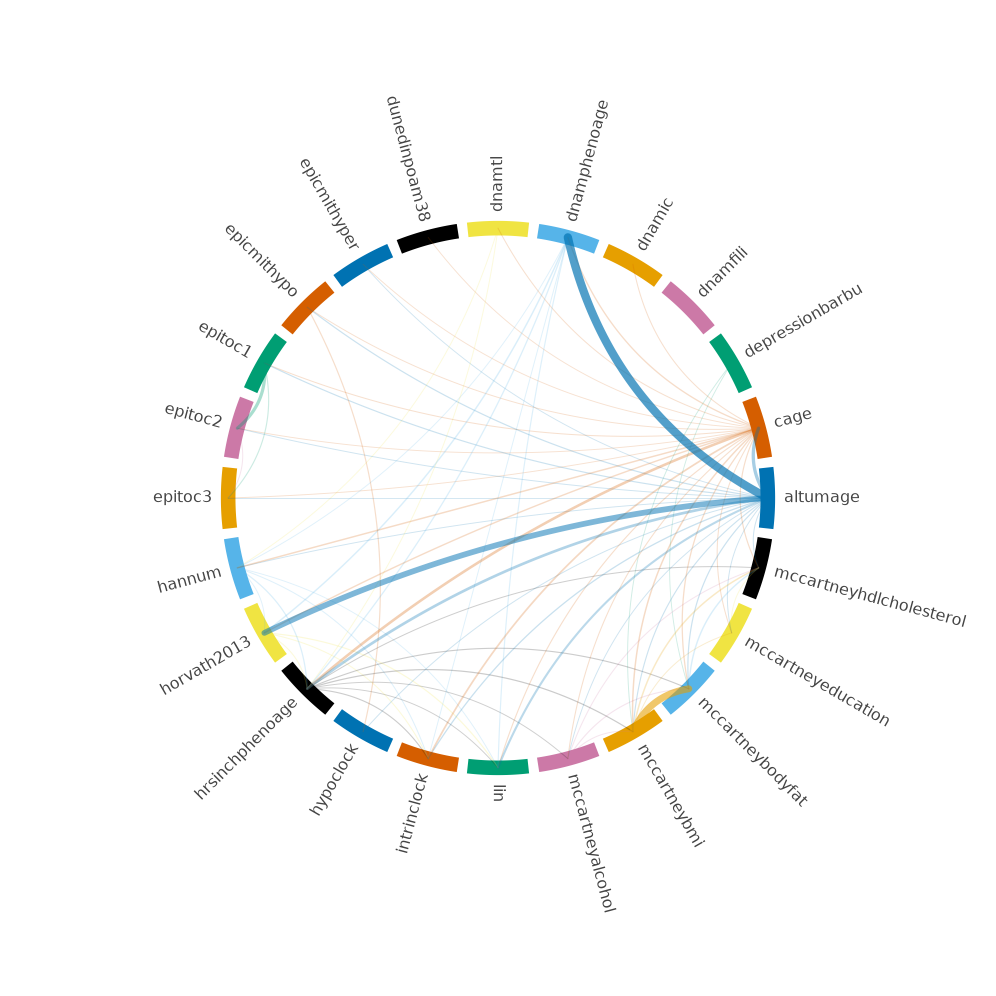 dnamphenoage
dnamic
dnamfili
depressionbarbu
cage
altumage
mccartneyhdlcholesterol
mccartneyeducation
mccartneybodyfat
mccartneybmi
mccartneyalcohol
lin
intrinclock
hypoclock
hrsinchphenoage
horvath2013
hannum
epitoc3
epitoc2
epitoc1
epicmithypo
epicmithyper
dunedinpoam38
dnamtl